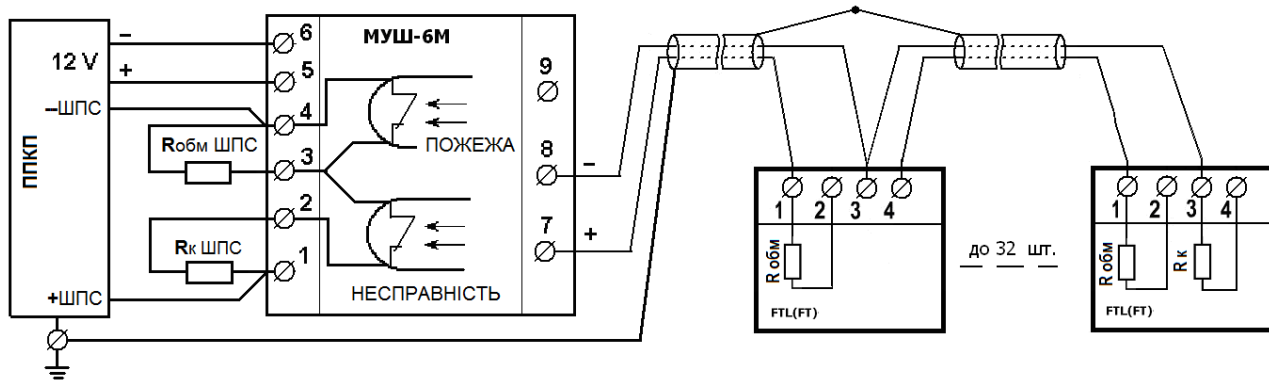 ППКП
12 V
–
+
–ШПС
+ШПС
Rобм ШПС
Rк ШПС
МУШ-6М
6
5
4
3
2
1
ПОЖЕЖА
НЕСПРАВНІСТЬ
9
8
7
–
+
1 2 3 4
R обм
FTL(FT)
до 32 шт.
1 2 3 4
R обм
R к
FTL(FT)